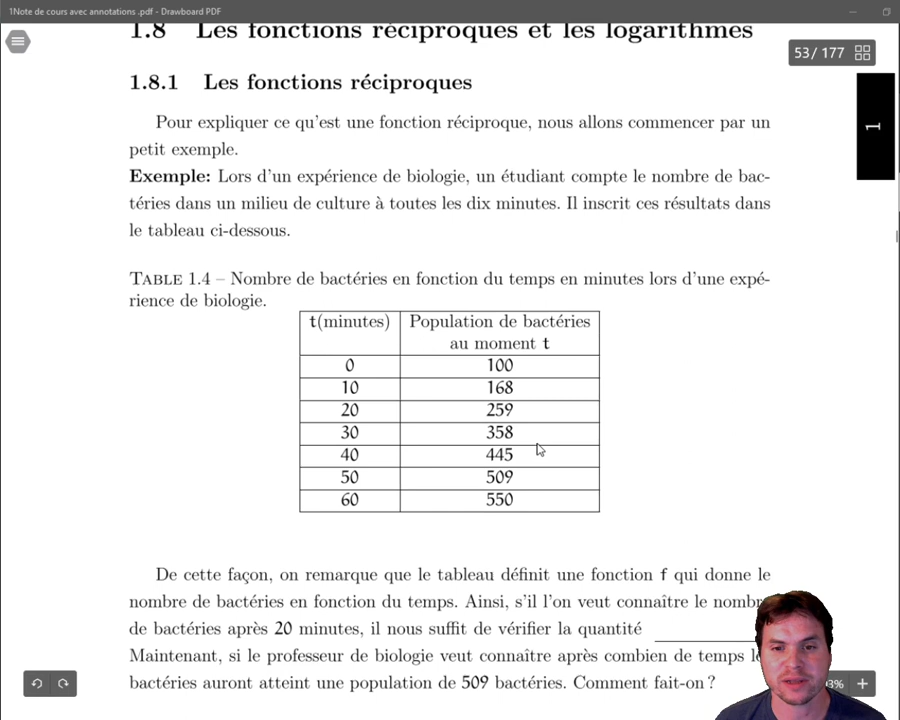 1Note de cours avec annotations .pdf - Drawboard PDF
1.8 Les fonctions réciproques et les logarithmes
53 / 177
1.8.1 Les fonctions réciproques
1
Pour expliquer ce qu'est une fonction réciproque, nous allons commencer par un
petit exemple.
Exemple: Lors d'un expérience de biologie, un étudiant compte le nombre de bac-
téries dans un milieu de culture à toutes les dix minutes. Il inscrit ces résultats dans
le tableau ci-dessous.
TABLE 1.4 – Nombre de bactéries en fonction du temps en minutes lors d'une expé-
rience de biologie.
t(minutes) Population de bactéries
au moment t
0 100
10 168
20 259
30 358
40 445
50 509
60 550
De cette façon, on remarque que le tableau définit une fonction f qui donne le
nombre de bactéries en fonction du temps. Ainsi, s'il l'on veut connaître le
de bactéries après 20 minutes, il nous suffit de vérifier la quantité
Maintenant, si le professeur de biologie veut connaître après combien de temps
bactéries auront atteint une population de 509 bactéries. Comment fait-on ?